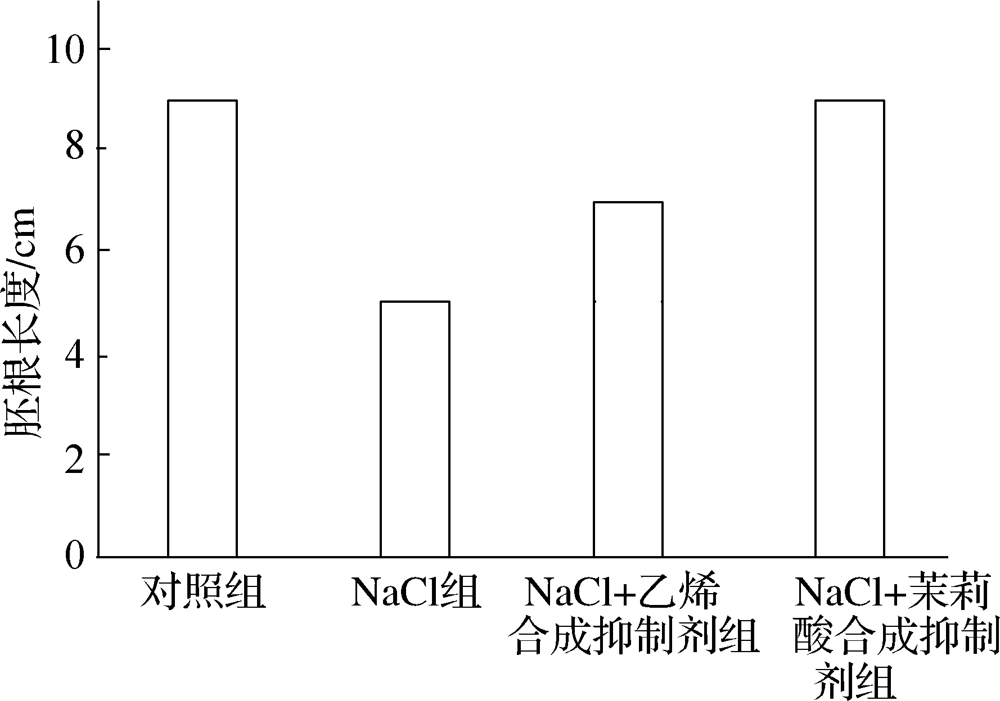 胚根长度/cm
10
8
6
4
2
0
对照组
NaCl组
NaCl+乙烯
合成抑制剂组
NaCl+茉莉
酸合成抑制
剂组